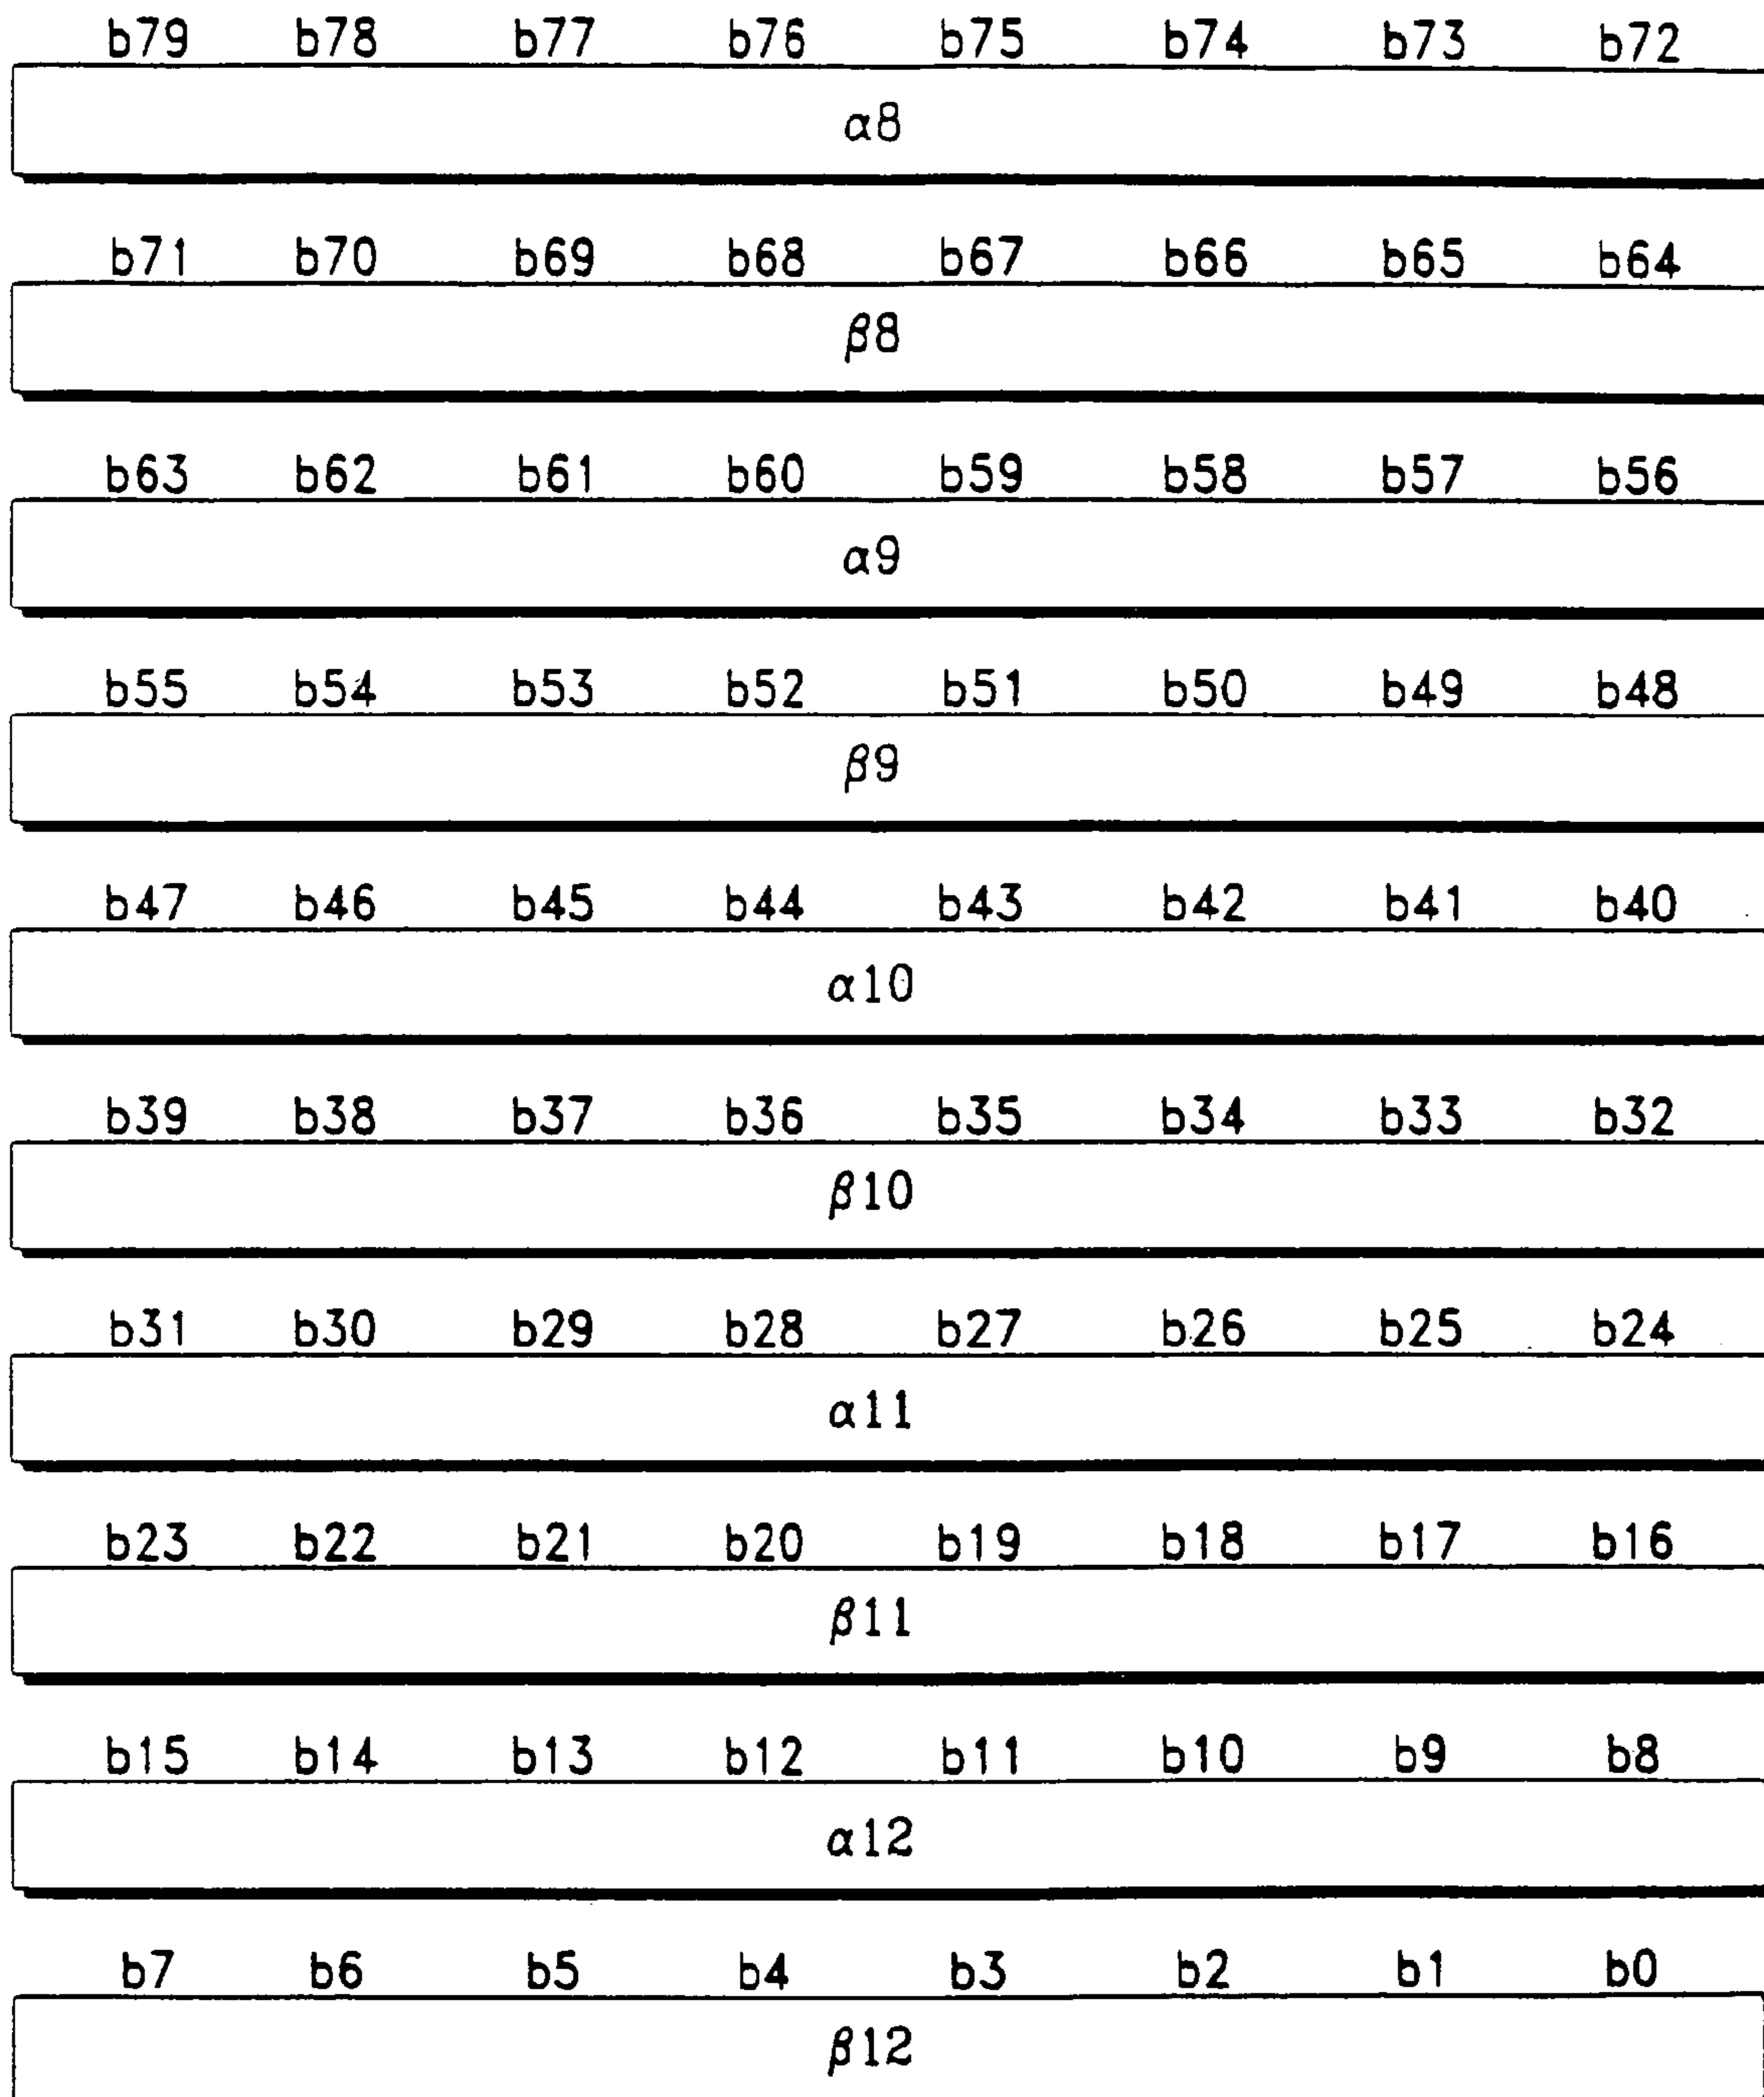 b79 b78 b77 b76 b75 b74 b73 b72
α8
b71 b70 b69 b68 b67 b66 b65 b64
β8
b63 b62 b61 b60 b59 b58 b57 b56
α9
b55 b54 b53 b52 b51 b50 b49 b48
β9
b47 b46 b45 b44 b43 b42 b41 b40
α10
b39 b38 b37 b36 b35 b34 b33 b32
β10
b31 b30 b29 b28 b27 b26 b25 b24
α11
b23 b22 b21 b20 b19 b18 b17 b16
β11
b15 b14 b13 b12 b11 b10 b9 b8
α12
b7 b6 b5 b4 b3 b2 b1 b0
β12